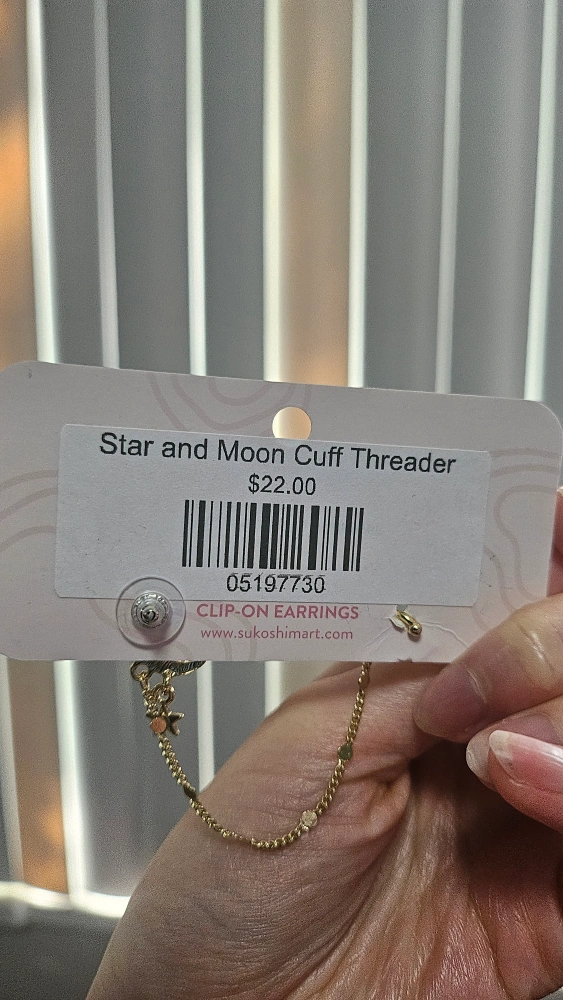 Star and Moon Cuff Threader
$22.00
05197730
CLIP-ON EARRINGS
www.sukoshimart.com